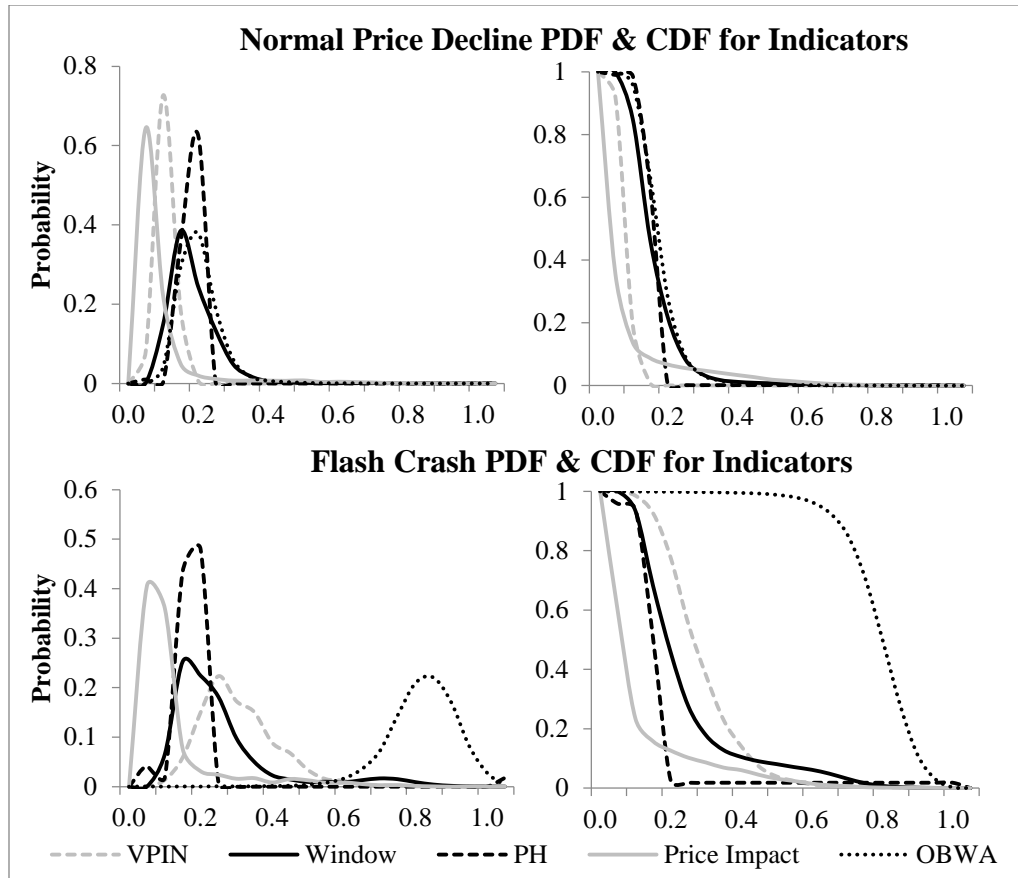 Normal Price Decline PDF & CDF for Indicators
Probability
0.8
0.6
0.4
0.2
0
0.0 0.2 0.4 0.6 0.8 1.0
1
0.8
0.6
0.4
0.2
0
0.0 0.2 0.4 0.6 0.8 1.0
Flash Crash PDF & CDF for Indicators
Probability
0.6
0.5
0.4
0.3
0.2
0.1
0
0.0 0.2 0.4 0.6 0.8 1.0
1
0.8
0.6
0.4
0.2
0
0.0 0.2 0.4 0.6 0.8 1.0
VPIN Window PH Price Impact OBWA